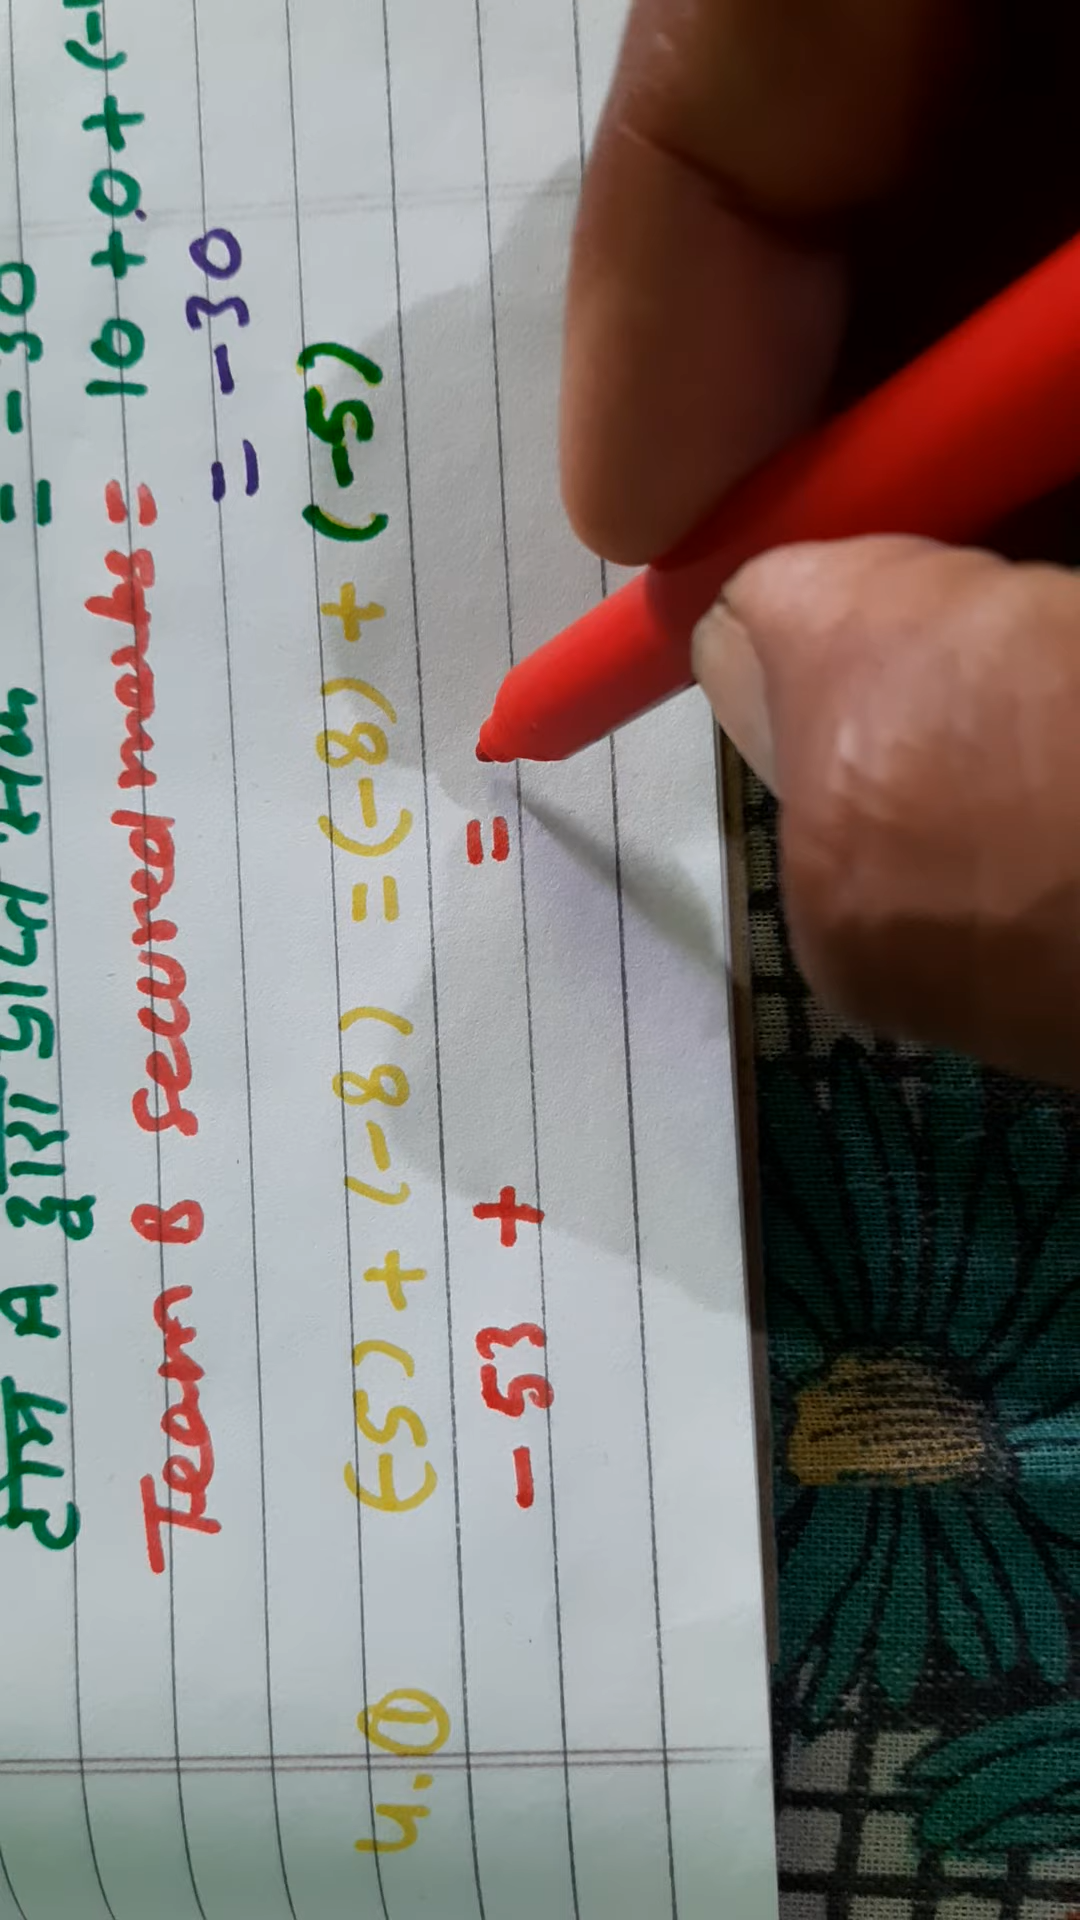 = - 30
टीम A द्वारा प्राप्त अंक
Team B Secured marks = 10 + 0 + (-
= - 30
4. ① (-5) + (-8) = (-8) + (-5)
- 53 + =